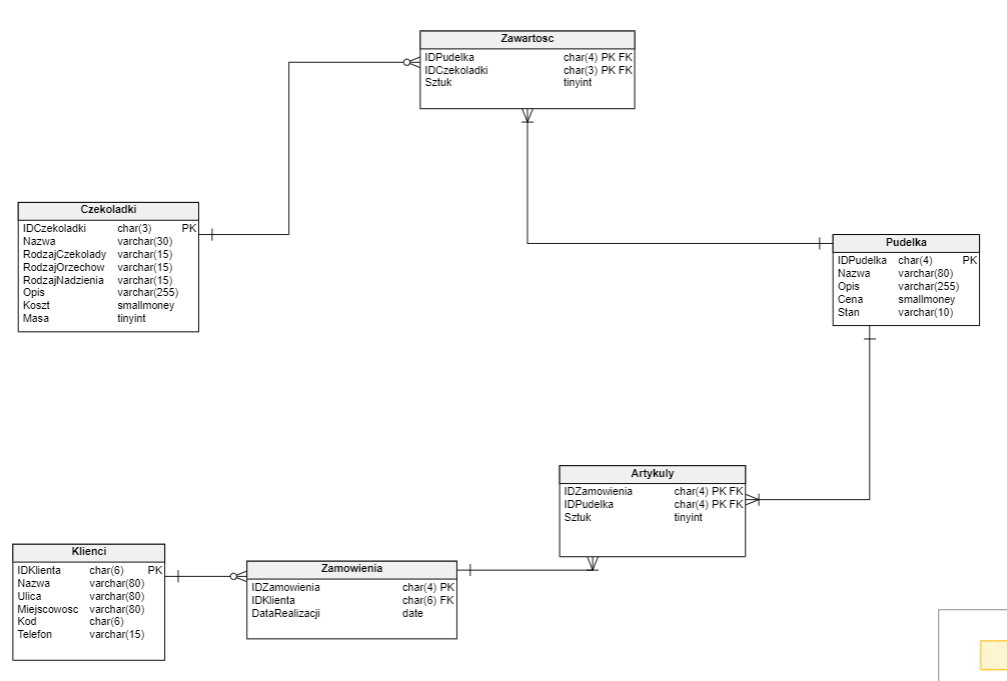 Zawartosc
IDPudelka char(4) PK FK
IDCzekoladki char(3) PK FK
Sztuk tinyint
Czekoladki
IDCzekoladki char(3) PK
Nazwa varchar(30)
RodzajCzekolady varchar(15)
RodzajOrzechow varchar(15)
RodzajNadzienia varchar(15)
Opis varchar(255)
Koszt smallmoney
Masa tinyint
Pudelka
IDPudelka char(4) PK
Nazwa varchar(80)
Opis varchar(255)
Cena smallmoney
Stan varchar(10)
Artykuly
IDZamowienia char(4) PK FK
IDPudelka char(4) PK FK
Sztuk tinyint
Klienci
IDKlienta char(6) PK
Nazwa varchar(80)
Ulica varchar(80)
Miejscowosc varchar(80)
Kod char(6)
Telefon varchar(15)
Zamowienia
IDZamowienia char(4) PK
IDKlienta char(6) FK
DataRealizacji date